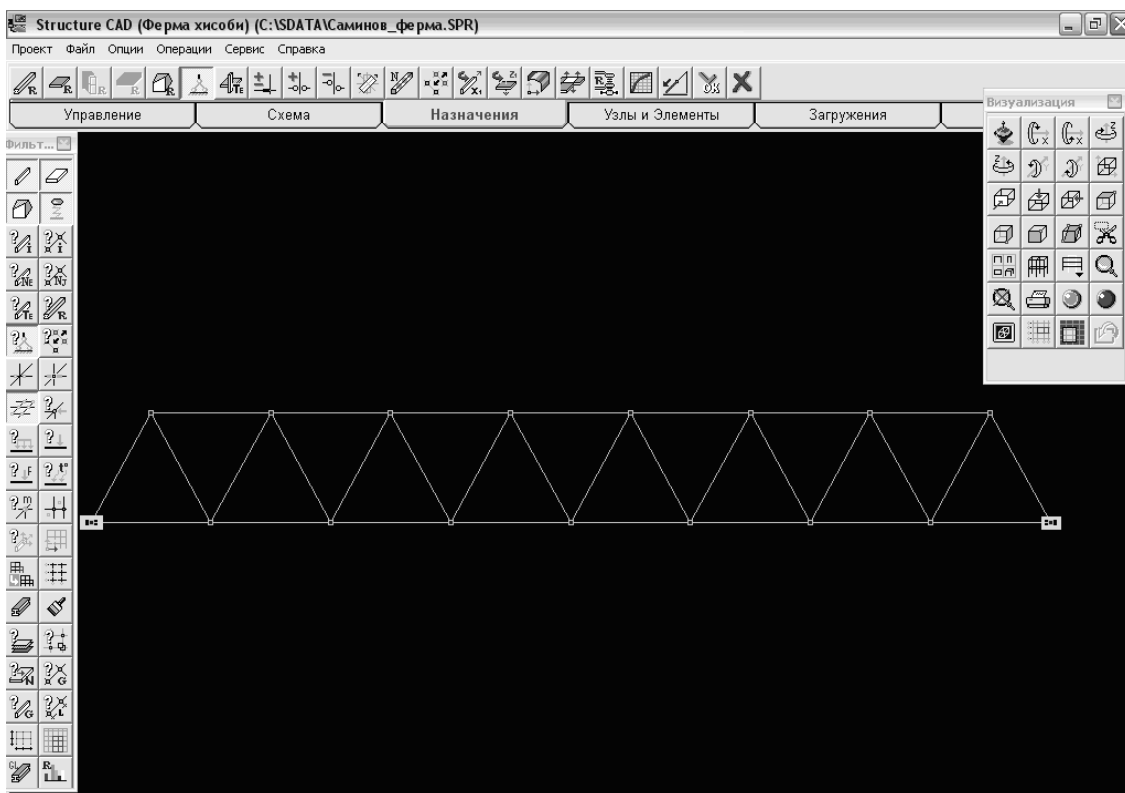 Structure CAD (Ферма хисоби) (C:\SDATA\Саминов_ферма.SPR)
Проект Файл Опции Операции Сервис Справка
Управление Схема Назначения Узлы и Элементы Загружения
Визуализация
Фильт...